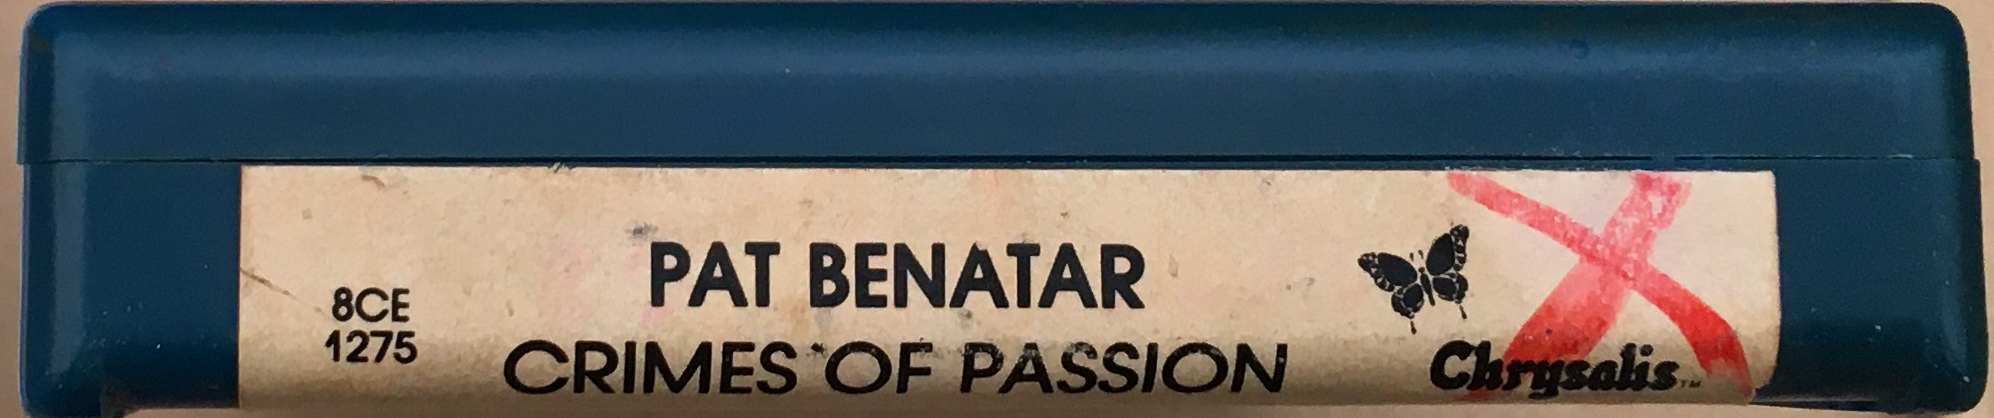 PAT BENATAR
8CE
1275
CRIMES OF PASSION
Chrysalis™